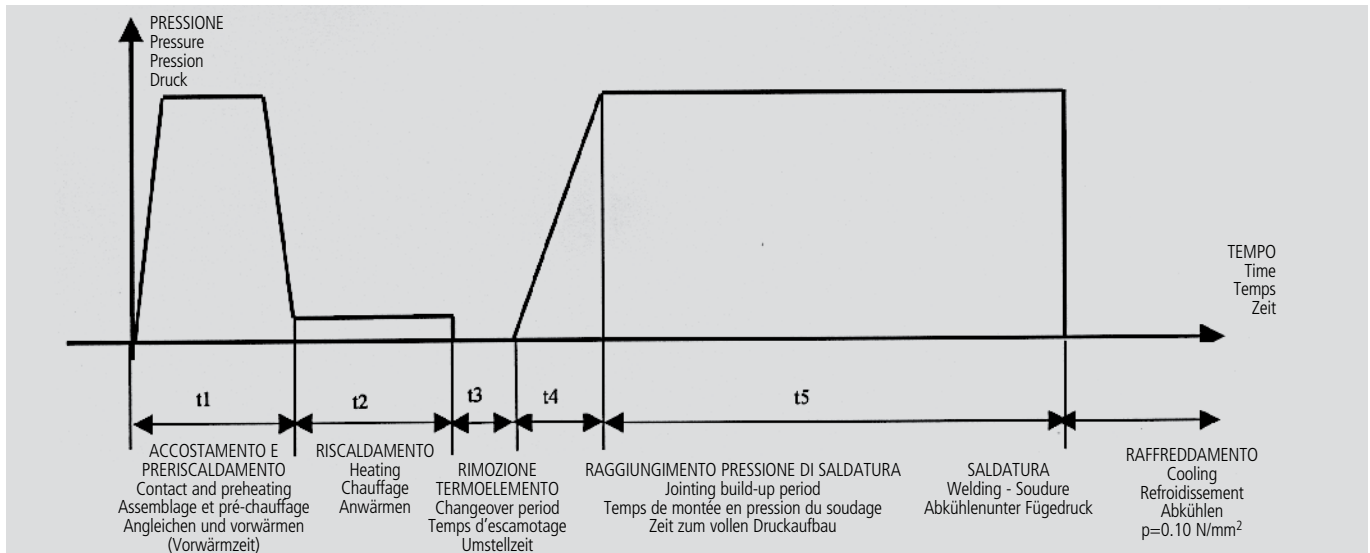 PRESSIONE
Pressure
Pression
Druck
TEMPO
Time
Temps
Zeit
t1
t2
t3
t4
t5
ACCOSTAMENTO E
PRERISCALDAMENTO
Contact and preheating
Assemblage et pré-chauffage
Angleichen und vorwärmen
(Vorwärmzeit)
RISCALDAMENTO
Heating
Chauffage
Anwärmen
RIMOZIONE
TERMOELEMENTO
Changeover period
Temps d'escamotage
Umstellzeit
RAGGIUNGIMENTO PRESSIONE DI SALDATURA
Jointing build-up period
Temps de montée en pression du soudage
Zeit zum vollen Druckaufbau
SALDATURA
Welding - Soudure
Abkühlenunter Fügedruck
RAFFREDDAMENTO
Cooling
Refroidissement
Abkühlen
p=0.10 N/mm²